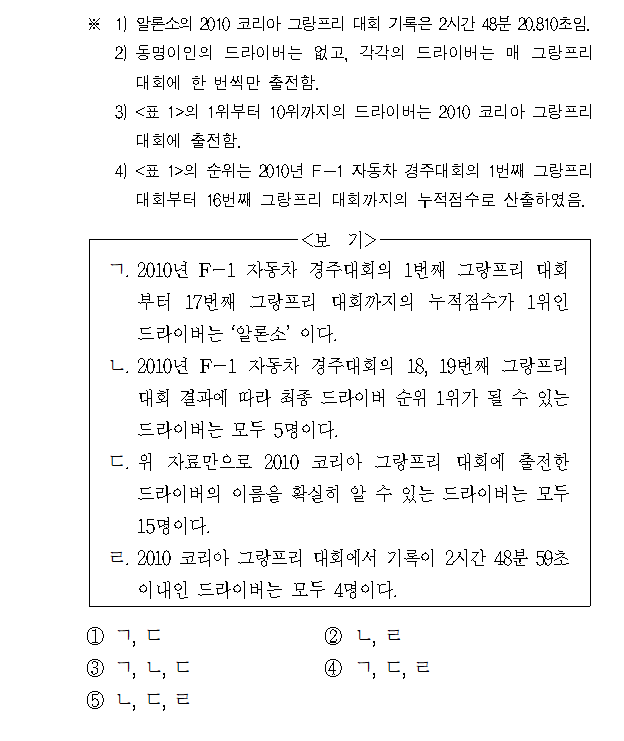 ※ 1) 알론소의 2010 코리아 그랑프리 대회 기록은 2시간 48분 20.810초임.
2) 동명이인의 드라이버는 없고, 각각의 드라이버는 매 그랑프리
대회에 한 번씩만 출전함.
3) <표 1>의 1위부터 10위까지의 드라이버는 2010 코리아 그랑프리
대회에 출전함.
4) <표 1>의 순위는 2010년 F-1 자동차 경주대회의 1번째 그랑프리
대회부터 16번째 그랑프리 대회까지의 누적점수로 산출하였음.
<보 기>
ㄱ. 2010년 F-1 자동차 경주대회의 1번째 그랑프리 대회
부터 17번째 그랑프리 대회까지의 누적점수가 1위인
드라이버는 ‘알론소’ 이다.
ㄴ. 2010년 F-1 자동차 경주대회의 18, 19번째 그랑프리
대회 결과에 따라 최종 드라이버 순위 1위가 될 수 있는
드라이버는 모두 5명이다.
ㄷ. 위 자료만으로 2010 코리아 그랑프리 대회에 출전한
드라이버의 이름을 확실히 알 수 있는 드라이버는 모두
15명이다.
ㄹ. 2010 코리아 그랑프리 대회에서 기록이 2시간 48분 59초
이내인 드라이버는 모두 4명이다.
① ㄱ, ㄷ ② ㄴ, ㄹ
③ ㄱ, ㄴ, ㄷ ④ ㄱ, ㄷ, ㄹ
⑤ ㄴ, ㄷ, ㄹ